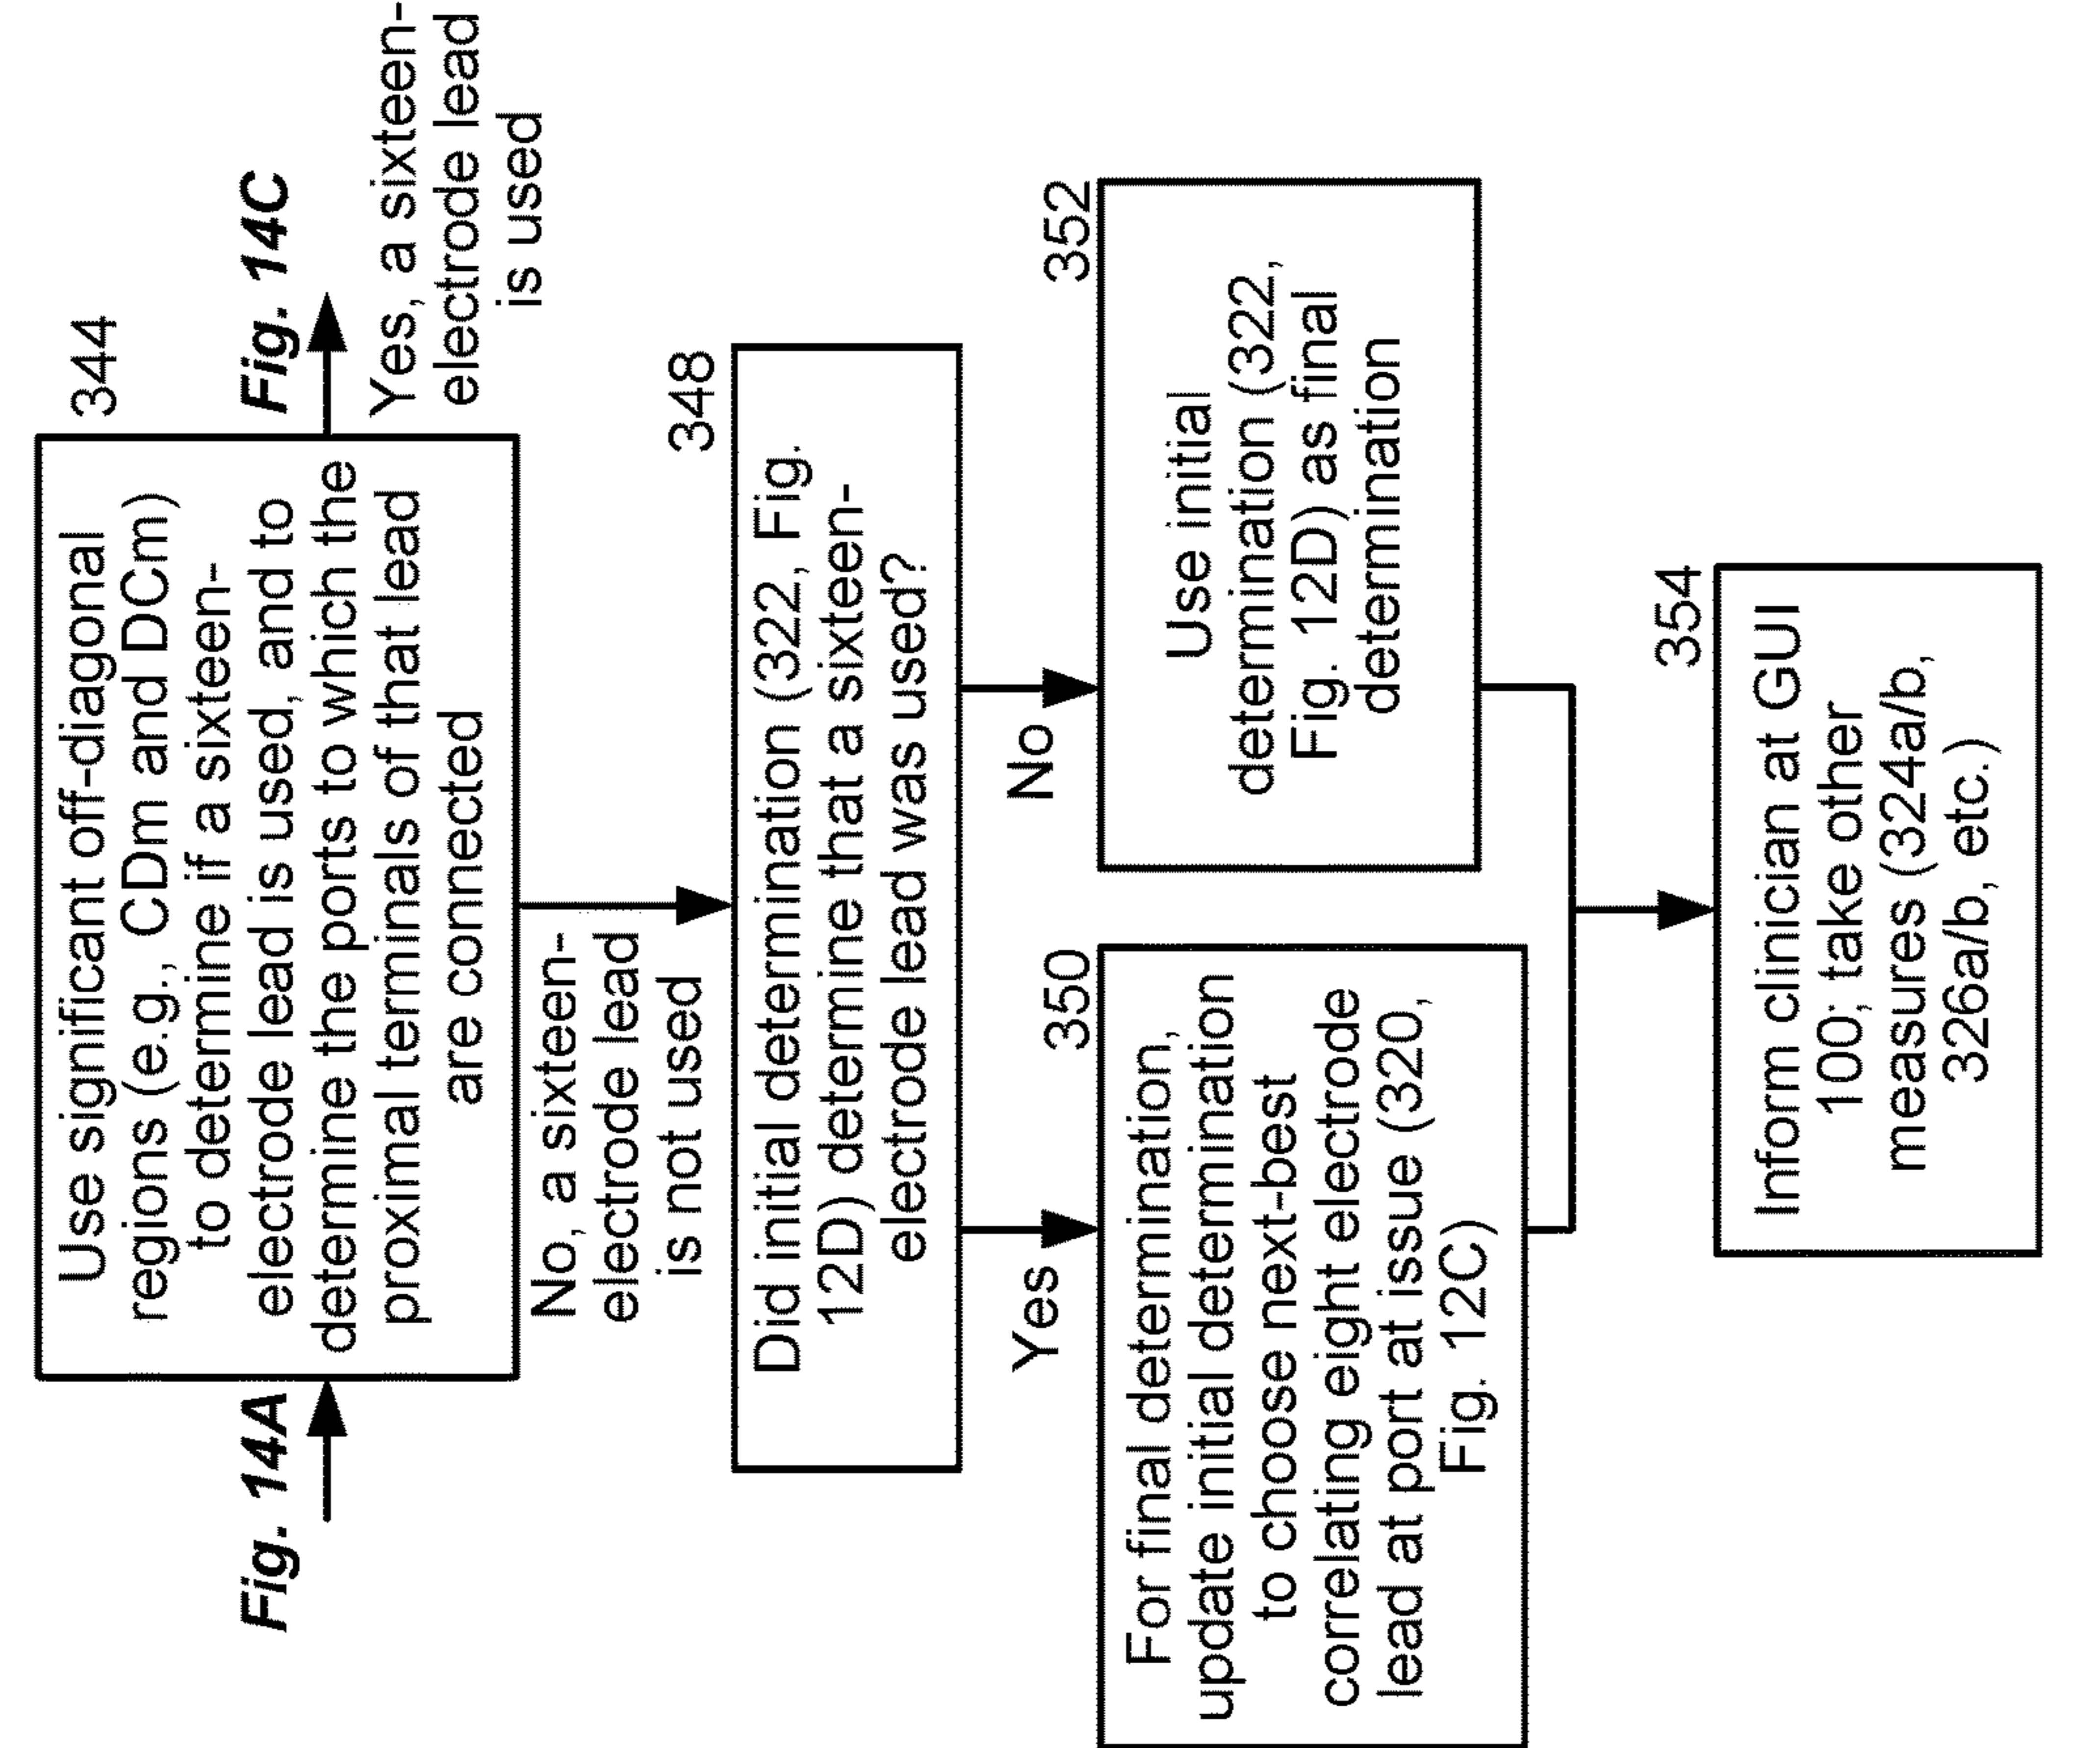 344
Use significant off-diagonal
regions (e.g., CDm and DCm)
to determine if a sixteen-
electrode lead is used, and to
determine the ports to which the
proximal terminals of that lead
are connected
Fig. 14A
Fig. 14C
Yes, a sixteen-
electrode lead
is used
No, a sixteen-
electrode lead
is not used
348
Did initial determination (322, Fig.
12D) determine that a sixteen-
electrode lead was used?
Yes
No
350
For final determination,
update initial determination
to choose next-best
correlating eight electrode
lead at port at issue (320,
Fig. 12C)
352
Use initial
determination (322,
Fig. 12D) as final
determination
354
Inform clinician at GUI
100; take other
measures (324a/b,
326a/b, etc.)